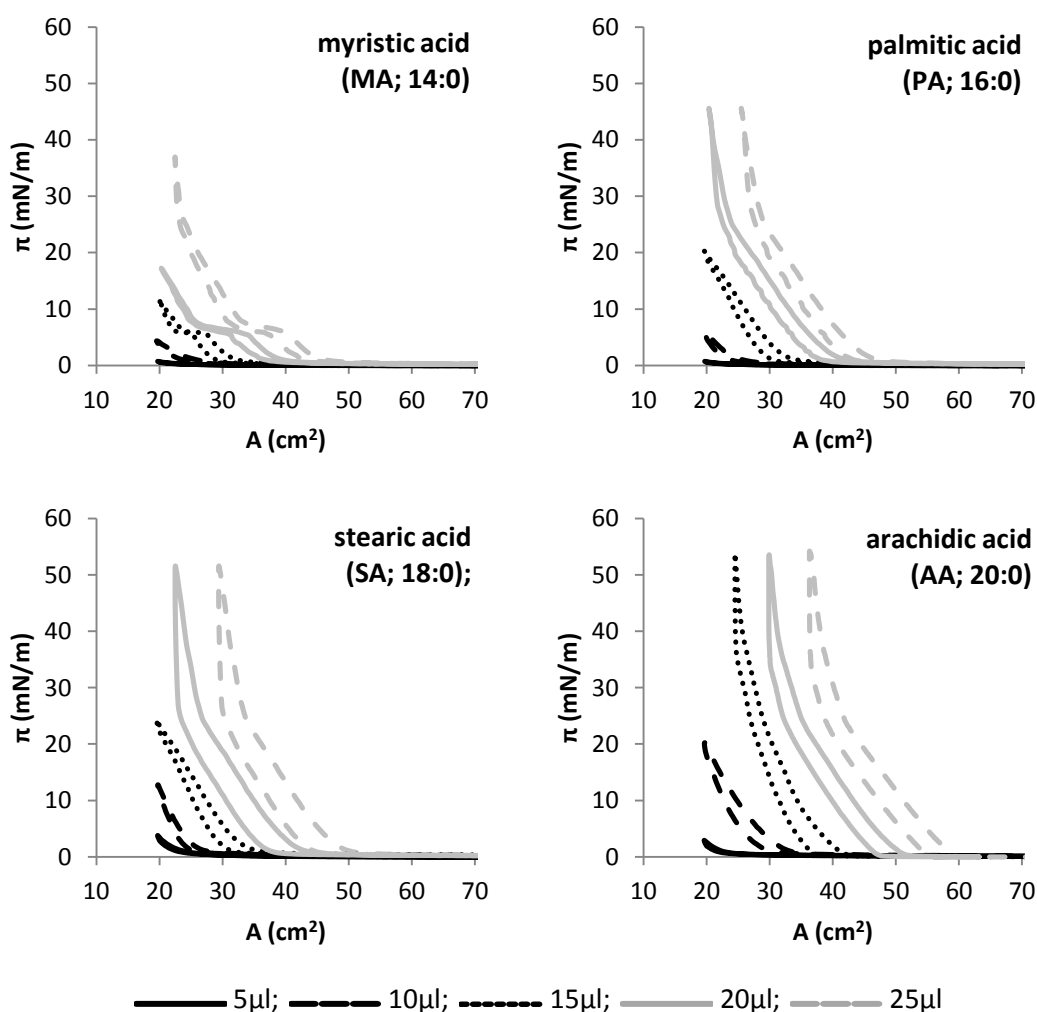 myristic acid
(MA; 14:0)
π (mN/m)
60
50
40
30
20
10
0
10 20 30 40 50 60 70
A (cm²)
palmitic acid
(PA; 16:0)
π (mN/m)
60
50
40
30
20
10
0
10 20 30 40 50 60 70
A (cm²)
stearic acid
(SA; 18:0);
π (mN/m)
60
50
40
30
20
10
0
10 20 30 40 50 60 70
A (cm²)
arachidic acid
(AA; 20:0)
π (mN/m)
60
50
40
30
20
10
0
10 20 30 40 50 60 70
A (cm²)
5µl; 10µl; 15µl; 20µl; 25µl